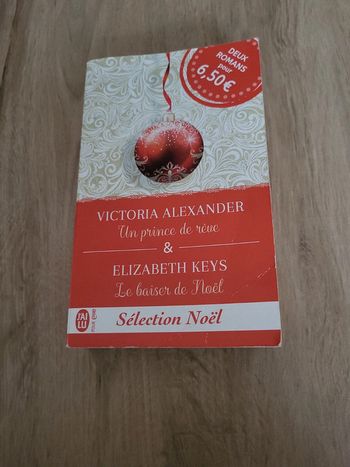 DEUX
ROMANS
pour
6,50€
VICTORIA ALEXANDER
Un prince de rêve
&
ELIZABETH KEYS
Le baiser de Noël
J'AI
LU
Sélection Noël